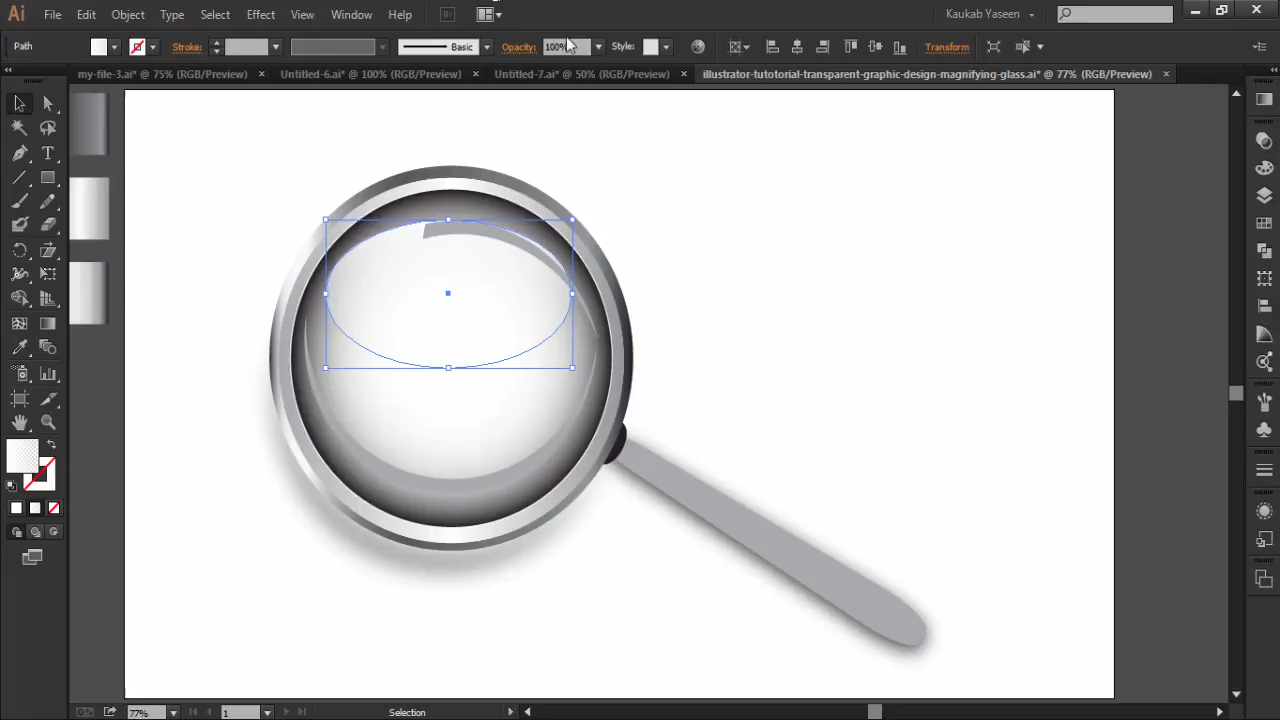 Ai File Edit Object Type Select Effect View Window Help Br Kaukab Yaseen
Path Stroke: Basic Opacity: 100% Style: Transform
my-file-3.ai* @ 75% (RGB/Preview) Untitled-6.ai* @ 100% (RGB/Preview) Untitled-7.ai* @ 50% (RGB/Preview) illustrator-tutotorial-transparent-graphic-design-magnifying-glass.ai* @ 77% (RGB/Preview)
77% 1 Selection